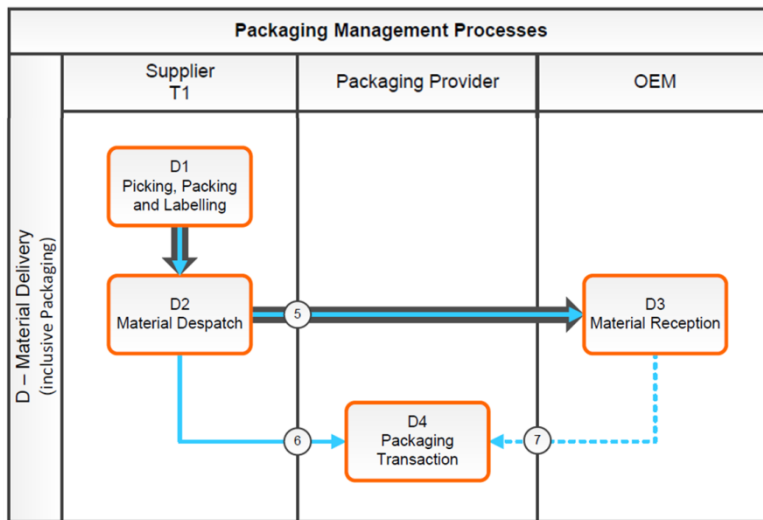 Packaging Management Processes
Supplier
T1
Packaging Provider
OEM
D – Material Delivery
(inclusive Packaging)
D1
Picking, Packing
and Labelling
D2
Material Despatch
5
D3
Material Reception
6
D4
Packaging
Transaction
7